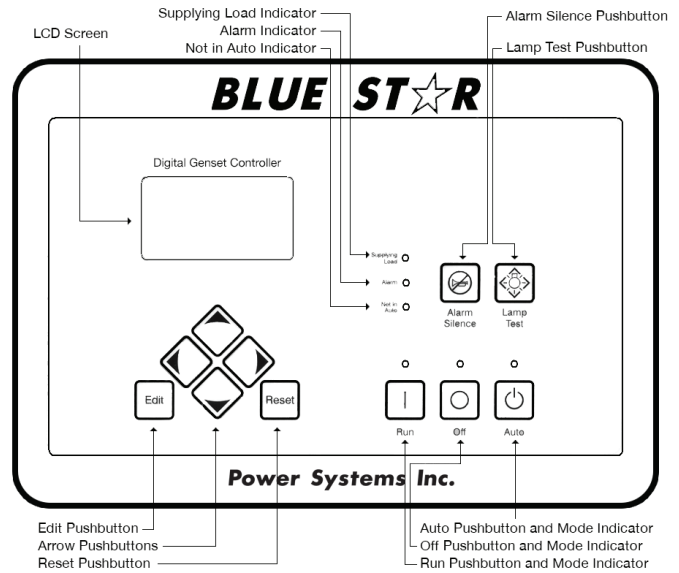 Supplying Load Indicator
Alarm Indicator
Not in Auto Indicator
LCD Screen
Alarm Silence Pushbutton
Lamp Test Pushbutton
BLUE ST☆R
Digital Genset Controller
Supplying
Load
Alarm
Not in
Auto
Alarm
Silence
Lamp
Test
Edit
Reset
Run
Off
Auto
Power Systems Inc.
Edit Pushbutton
Arrow Pushbuttons
Reset Pushbutton
Auto Pushbutton and Mode Indicator
Off Pushbutton and Mode Indicator
Run Pushbutton and Mode Indicator